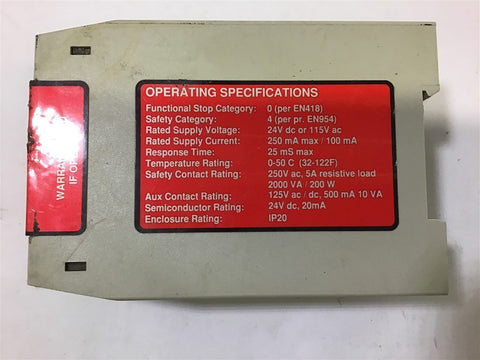 OPERATING SPECIFICATIONS
Functional Stop Category: 0 (per EN418)
Safety Category: 4 (per pr. EN954)
Rated Supply Voltage: 24V dc or 115V ac
Rated Supply Current: 250 mA max / 100 mA
Response Time: 25 mS max
Temperature Rating: 0-50 C (32-122F)
Safety Contact Rating: 250V ac, 5A resistive load
2000 VA / 200 W
Aux Contact Rating: 125V ac / dc, 500 mA 10 VA
Semiconductor Rating: 24V dc, 20mA
Enclosure Rating: IP20
IF